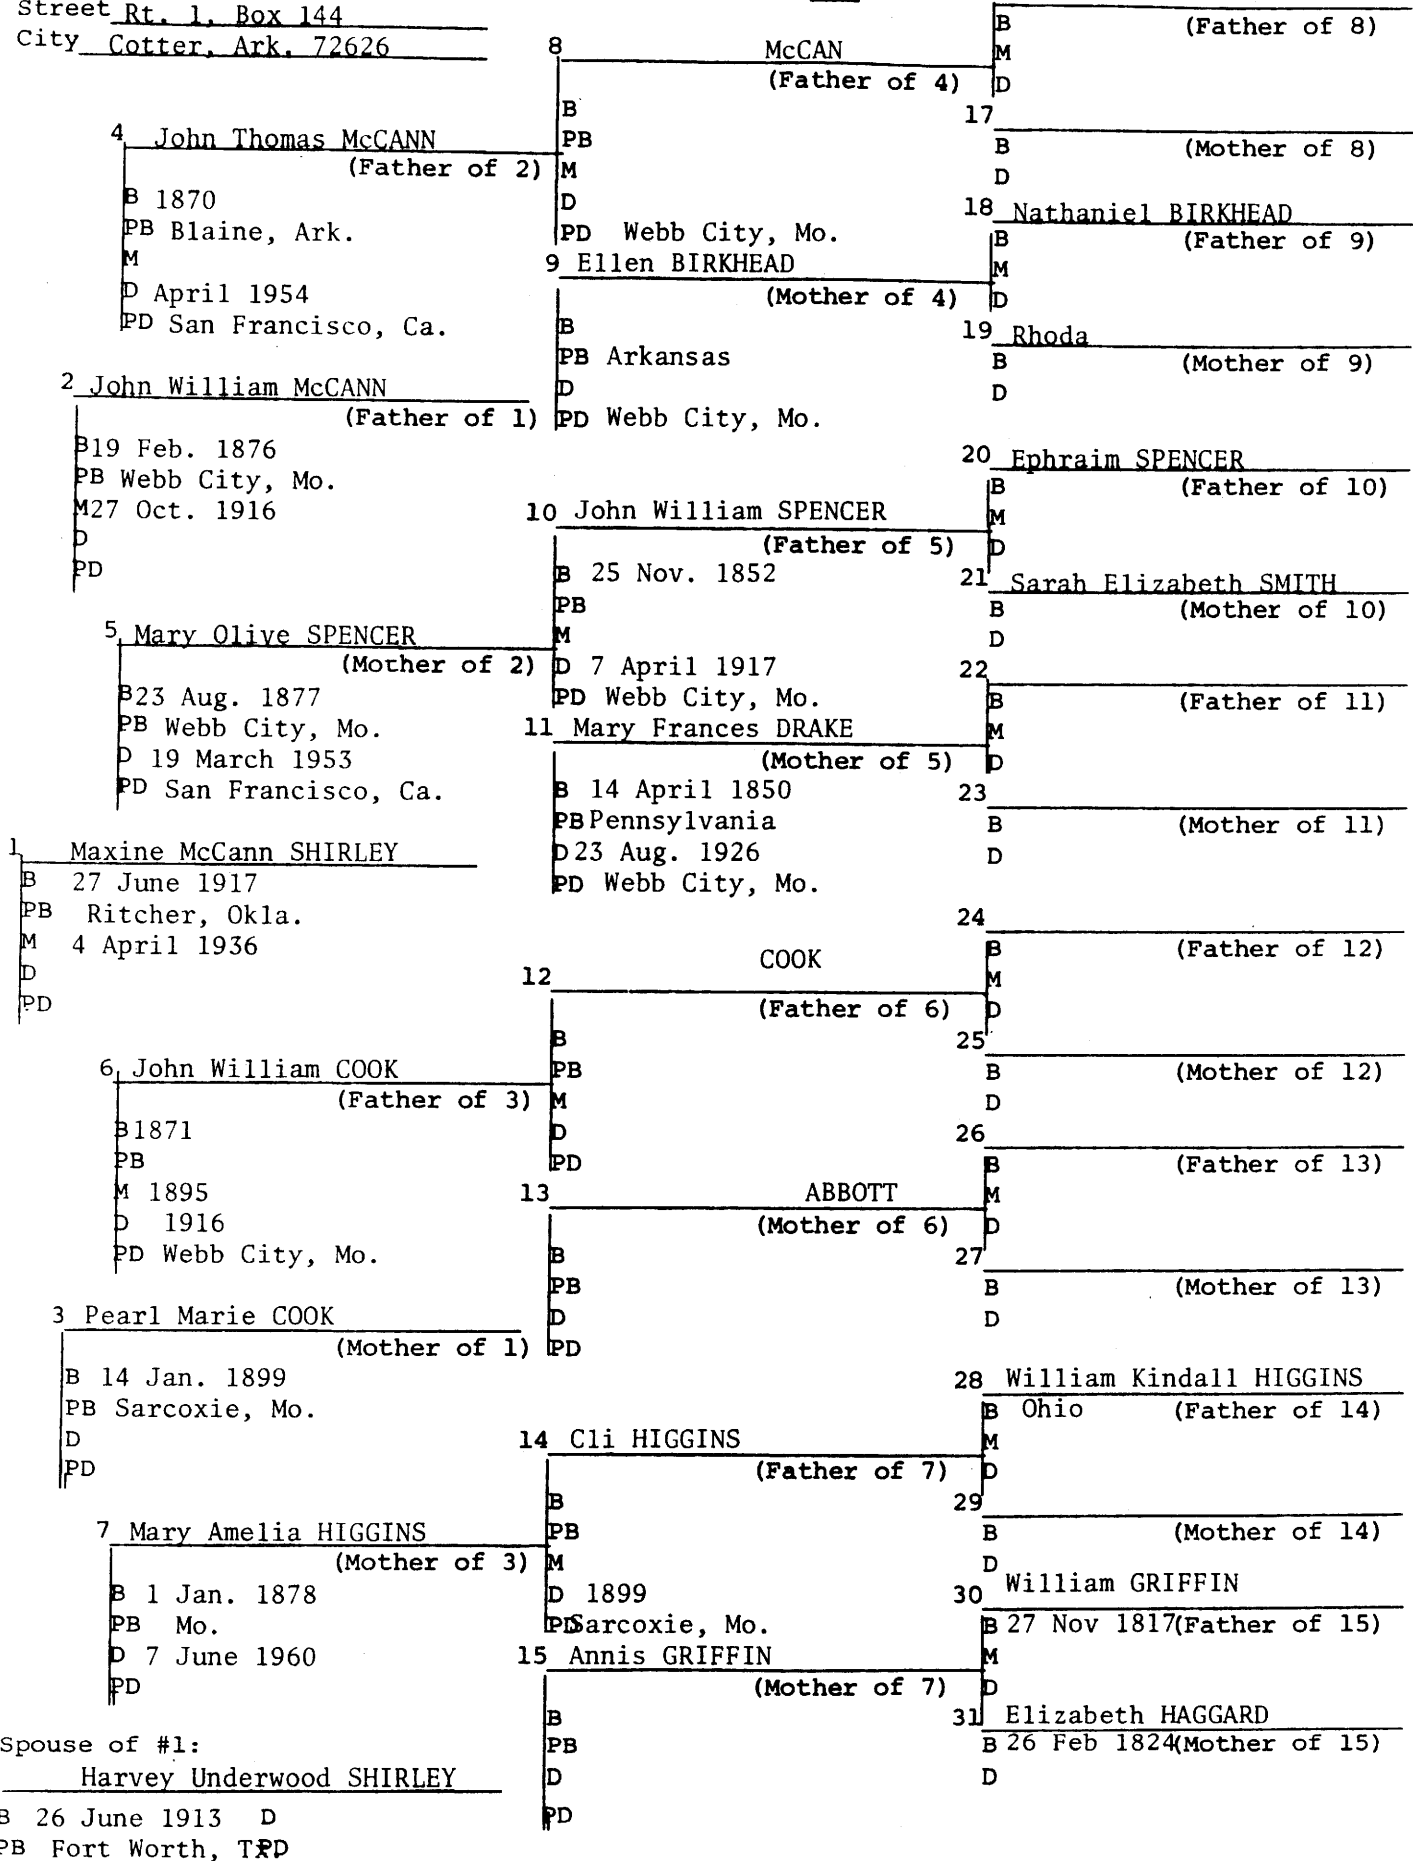 Street Rt. 1, Box 144
City Cotter, Ark. 72626
B (Father of 8)
M
D
8 McCAN
(Father of 4)
B
PB
M
D
PD Webb City, Mo.
17
B (Mother of 8)
D
4 John Thomas McCANN
(Father of 2)
B 1870
PB Blaine, Ark.
M
D April 1954
PD San Francisco, Ca.
18 Nathaniel BIRKHEAD
B (Father of 9)
M
D
9 Ellen BIRKHEAD
(Mother of 4)
B
PB Arkansas
D
PD Webb City, Mo.
19 Rhoda
B (Mother of 9)
D
2 John William McCANN
(Father of 1)
B19 Feb. 1876
PB Webb City, Mo.
M27 Oct. 1916
D
PD
20 Ephraim SPENCER
B (Father of 10)
M
D
10 John William SPENCER
(Father of 5)
B 25 Nov. 1852
PB
M
D 7 April 1917
PD Webb City, Mo.
21 Sarah Elizabeth SMITH
B (Mother of 10)
D
5 Mary Olive SPENCER
(Mother of 2)
B23 Aug. 1877
PB Webb City, Mo.
D 19 March 1953
PD San Francisco, Ca.
22
B (Father of 11)
M
D
11 Mary Frances DRAKE
(Mother of 5)
B 14 April 1850
PB Pennsylvania
D 23 Aug. 1926
PD Webb City, Mo.
23
B (Mother of 11)
D
1 Maxine McCann SHIRLEY
B 27 June 1917
PB Ritcher, Okla.
M 4 April 1936
D
PD
24
B (Father of 12)
M
D
12 COOK
(Father of 6)
B
PB
M
D
PD
25
B (Mother of 12)
D
6 John William COOK
(Father of 3)
B1871
PB
M 1895
D 1916
PD Webb City, Mo.
26
B (Father of 13)
M
D
13 ABBOTT
(Mother of 6)
B
PB
D
PD
27
B (Mother of 13)
D
3 Pearl Marie COOK
(Mother of 1)
B 14 Jan. 1899
PB Sarcoxie, Mo.
D
PD
28 William Kindall HIGGINS
B Ohio (Father of 14)
M
D
14 Cli HIGGINS
(Father of 7)
B
PB
M
D 1899
PD Sarcoxie, Mo.
29
B (Mother of 14)
D
7 Mary Amelia HIGGINS
(Mother of 3)
B 1 Jan. 1878
PB Mo.
D 7 June 1960
PD
30 William GRIFFIN
B 27 Nov 1817(Father of 15)
M
D
15 Annis GRIFFIN
(Mother of 7)
B
PB
D
PD
31 Elizabeth HAGGARD
B 26 Feb 1824(Mother of 15)
D
Spouse of #1:
Harvey Underwood SHIRLEY
B 26 June 1913 D
PB Fort Worth, TX PD